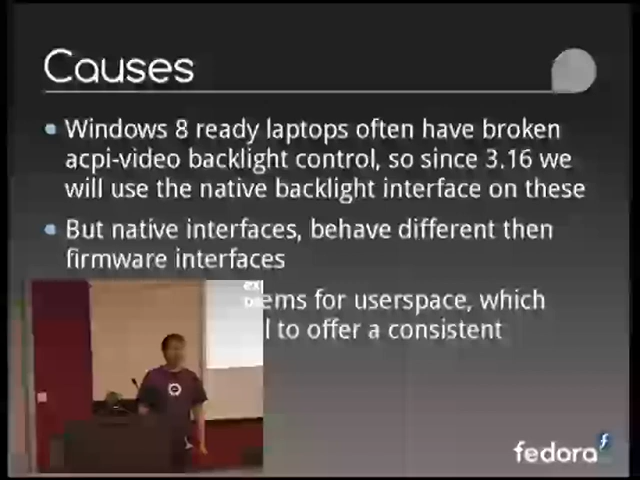 Causes
Windows 8 ready laptops often have broken
acpi-video backlight control, so since 3.16 we
will use the native backlight interface on these
But native interfaces, behave different then
firmware interfaces
ems for userspace, which
l to offer a consistent
fedora